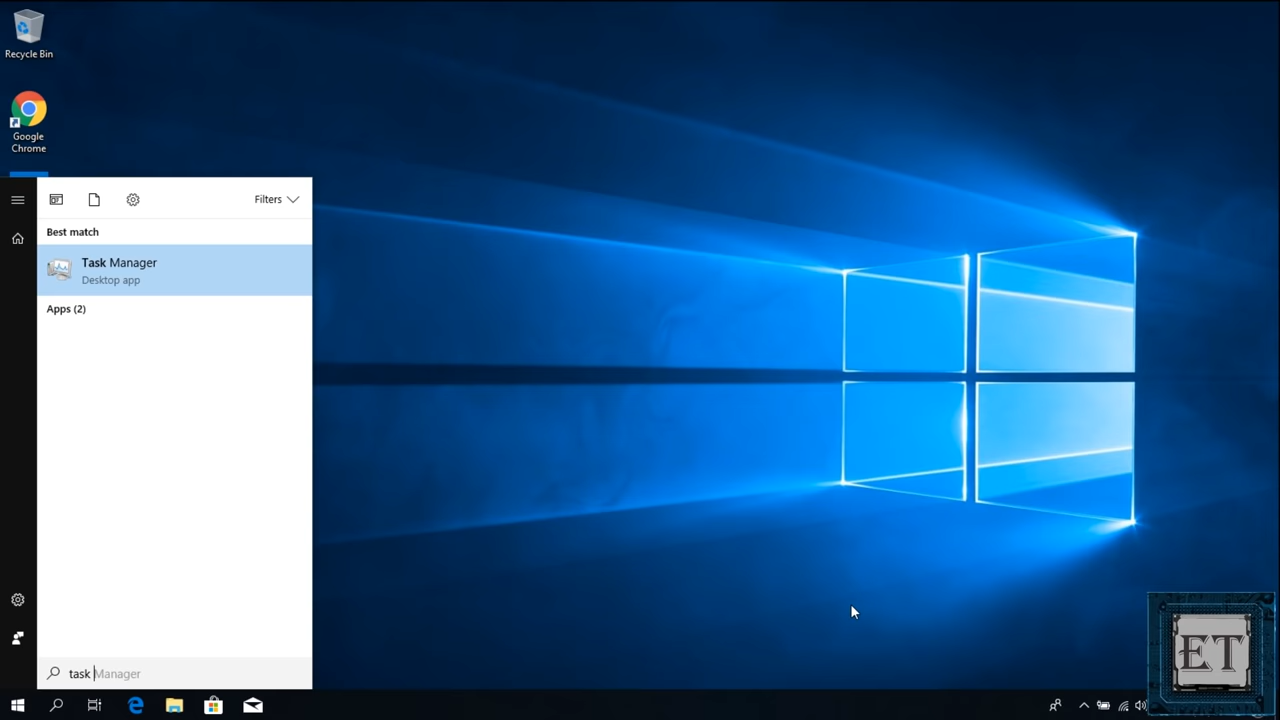 Recycle Bin
Google
Chrome
Filters
Best match
Task Manager
Desktop app
Apps (2)
task Manager
ET